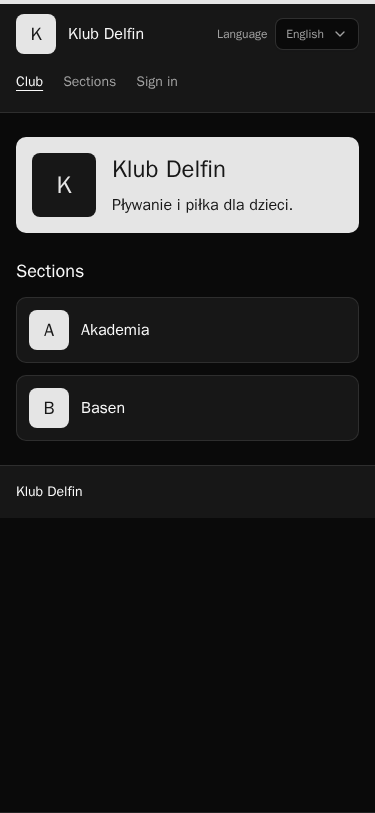 K
Klub Delfin
Language
English
Club
Sections
Sign in
K
Klub Delfin
Pływanie i piłka dla dzieci.
Sections
A
Akademia
B
Basen
Klub Delfin